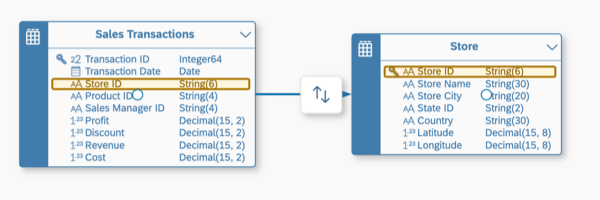 Sales Transactions
Transaction ID Integer64
Transaction Date Date
Store ID String(6)
Product ID String(4)
Sales Manager ID String(4)
Profit Decimal(15, 2)
Discount Decimal(15, 2)
Revenue Decimal(15, 2)
Cost Decimal(15, 2)
Store
Store ID String(6)
Store Name String(30)
Store City String(20)
State ID String(2)
Country String(30)
Latitude Decimal(15, 8)
Longitude Decimal(15, 8)